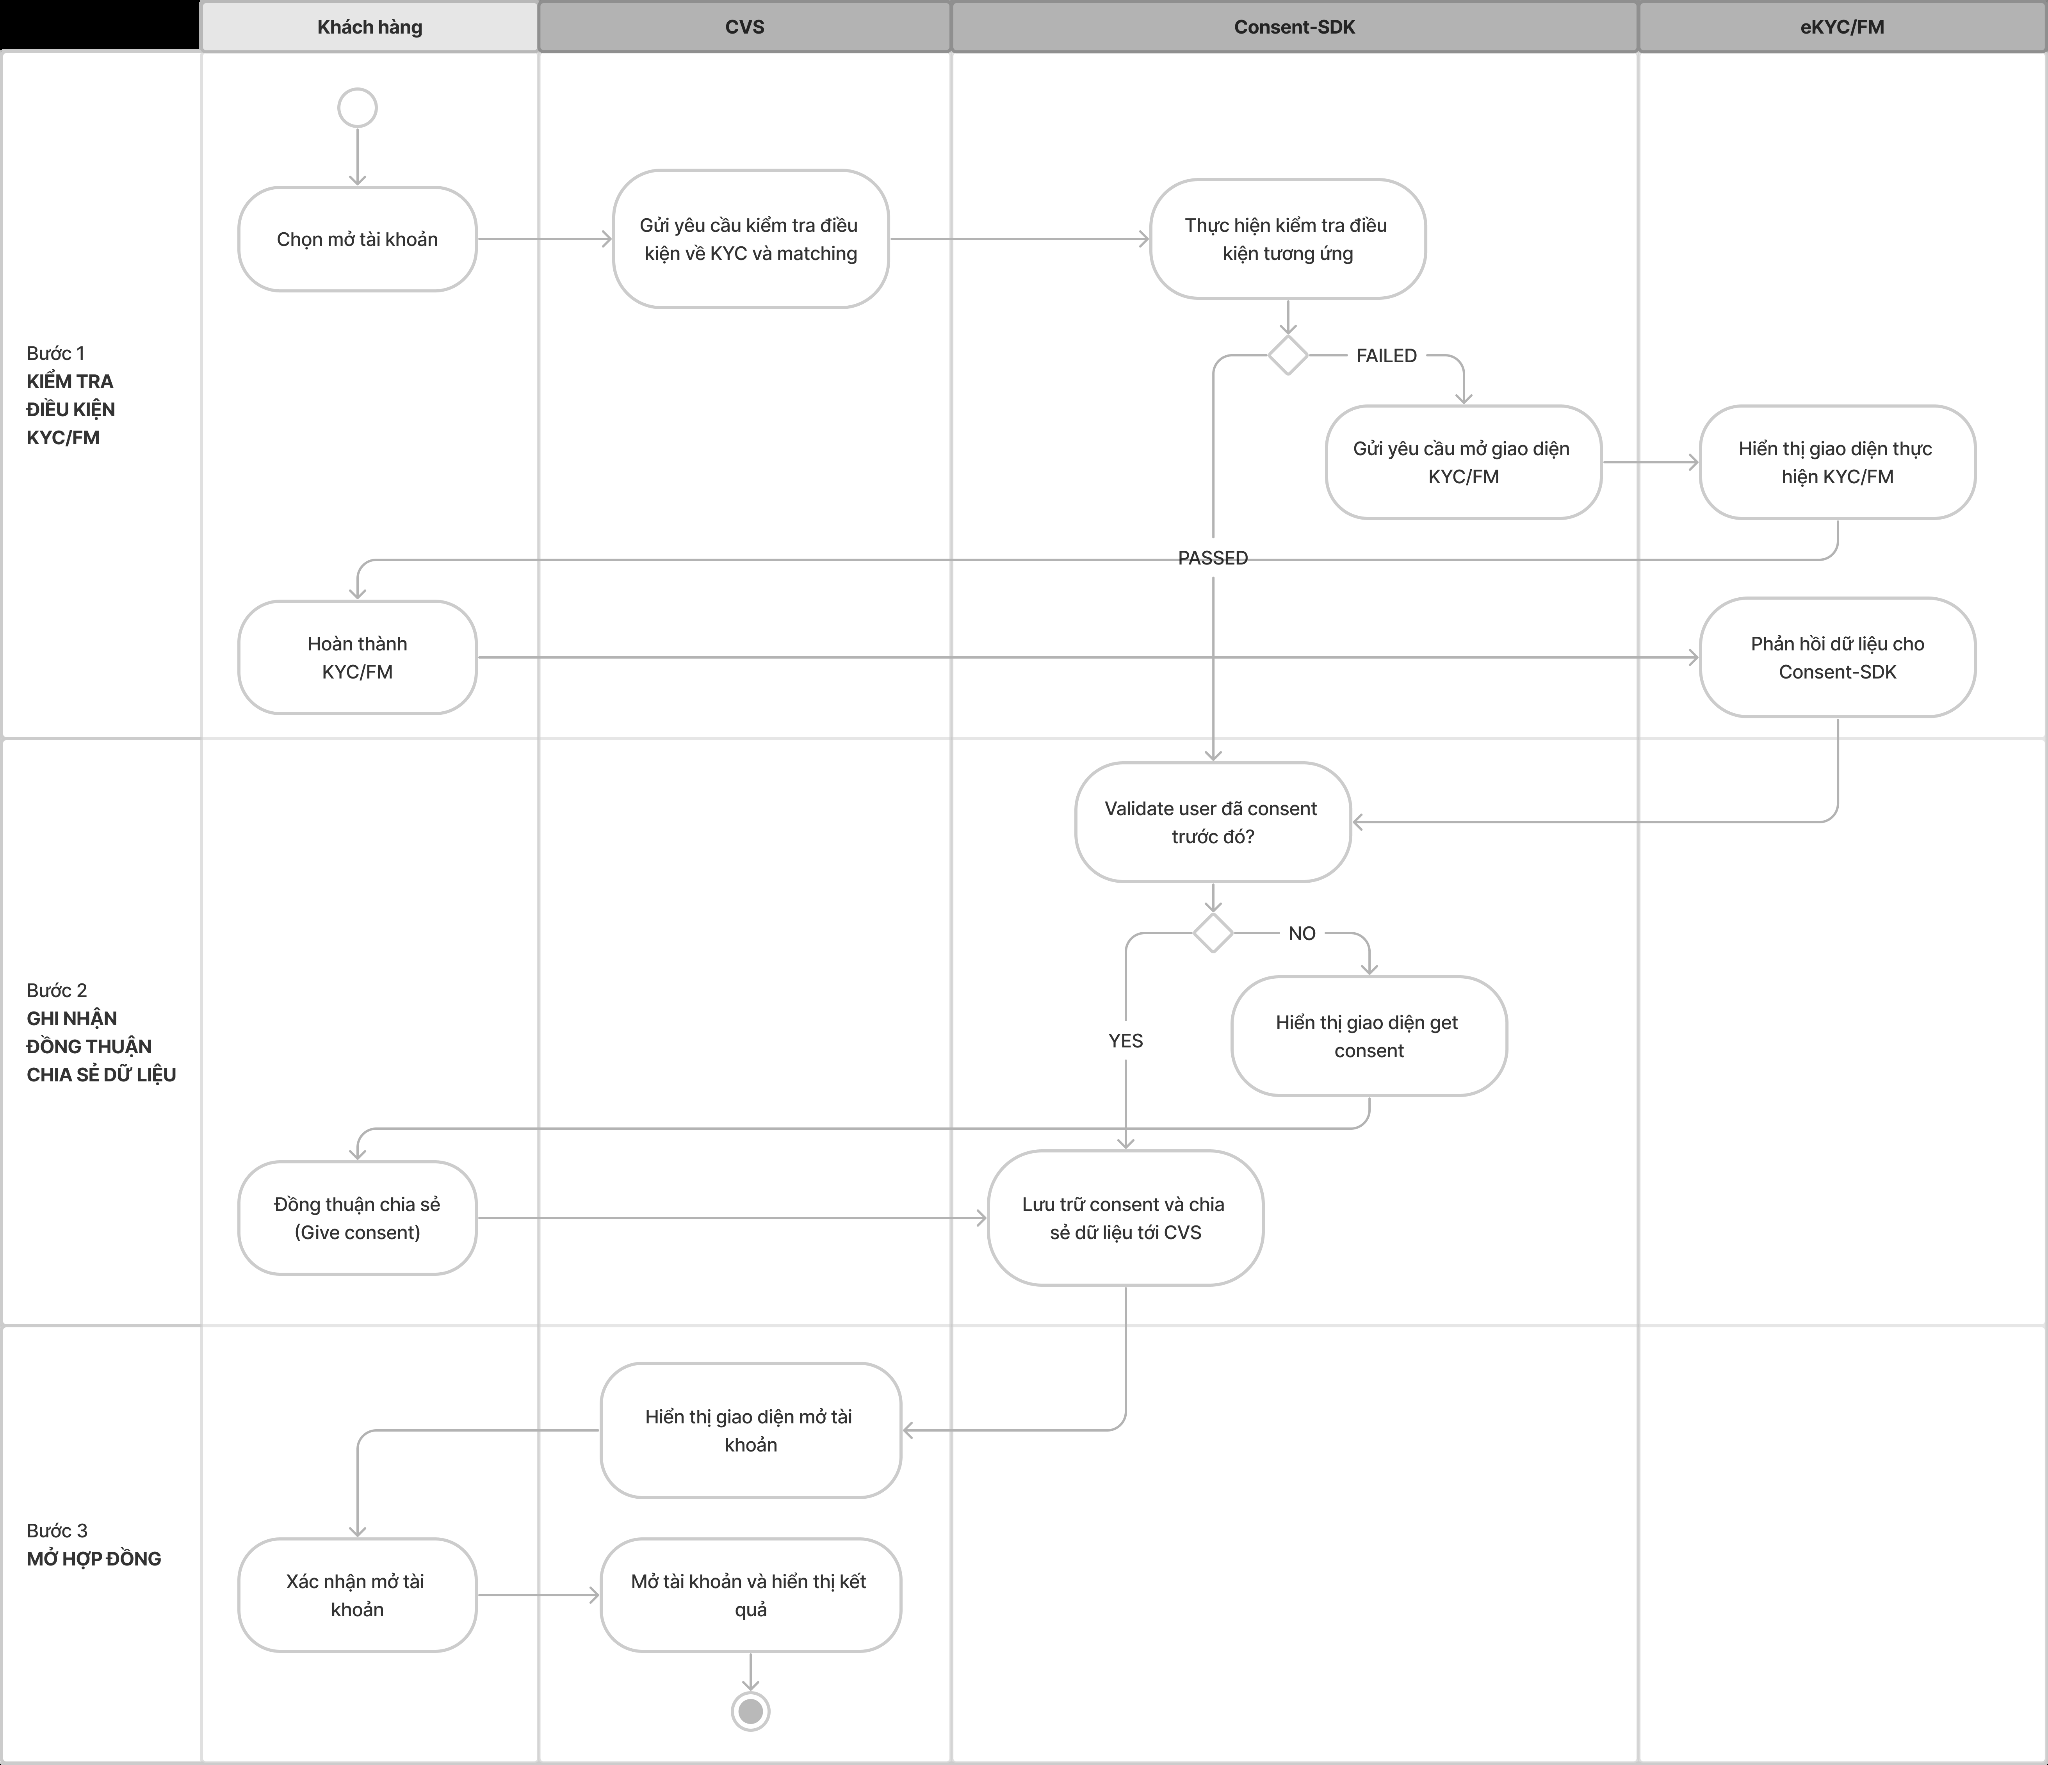 Khách hàng
CVS
Consent-SDK
eKYC/FM
Bước 1
KIỂM TRA
ĐIỀU KIỆN
KYC/FM
Chọn mở tài khoản
Gửi yêu cầu kiểm tra điều
kiện về KYC và matching
Thực hiện kiểm tra điều
kiện tương ứng
FAILED
Gửi yêu cầu mở giao diện
KYC/FM
Hiển thị giao diện thực
hiện KYC/FM
PASSED
Hoàn thành
KYC/FM
Phản hồi dữ liệu cho
Consent-SDK
Bước 2
GHI NHẬN
ĐỒNG THUẬN
CHIA SẺ DỮ LIỆU
Validate user đã consent
trước đó?
NO
Hiển thị giao diện get
consent
YES
Đồng thuận chia sẻ
(Give consent)
Lưu trữ consent và chia
sẻ dữ liệu tới CVS
Bước 3
MỞ HỢP ĐỒNG
Hiển thị giao diện mở tài
khoản
Xác nhận mở tài
khoản
Mở tài khoản và hiển thị kết
quả